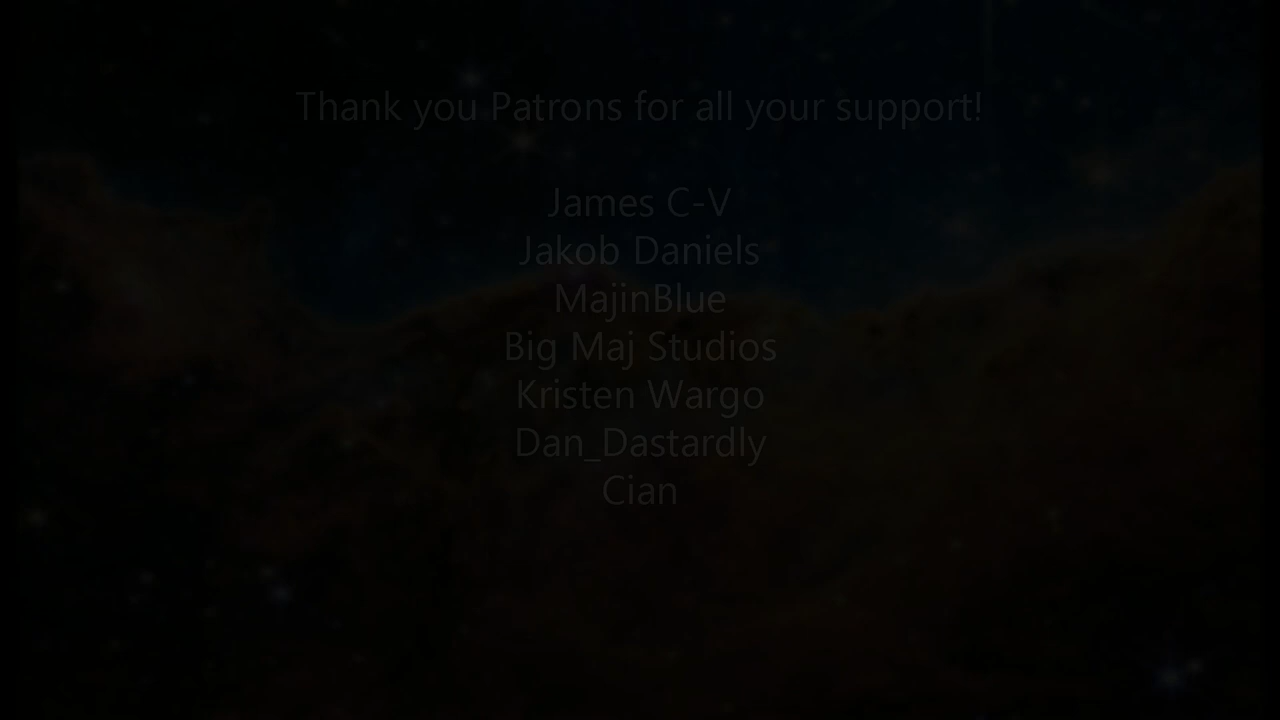 Thank you Patrons for all your support!
James C-V
Jakob Daniels
MajinBlue
Big Maj Studios
Kristen Wargo
Dan_Dastardly
Cian